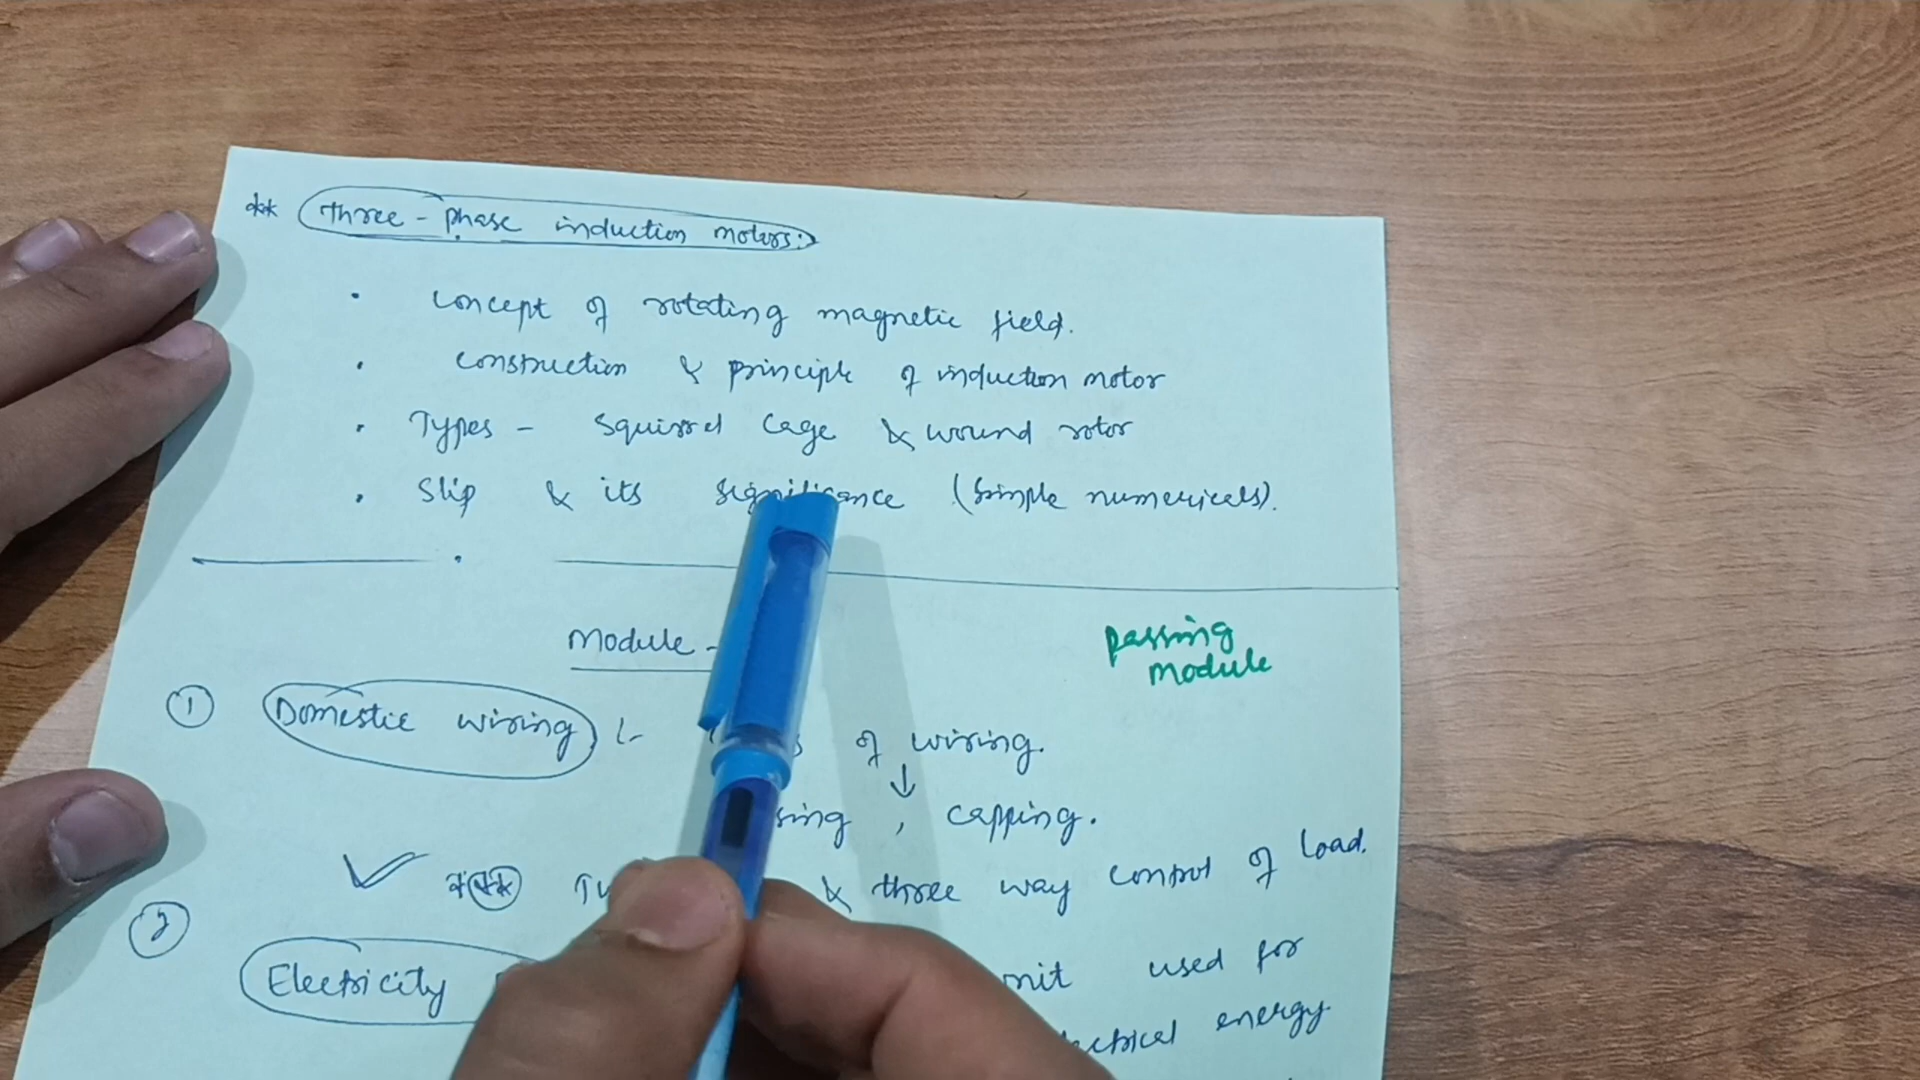 ** Three-phase induction motors:
• Concept of rotating magnetic field.
• construction & principle of induction motor
• Types - Squirrel cage & wound rotor
• Slip & its significance (Simple numericals).
Module -
passing
module
① Domestic wiring :- of wiring.
↓
, capping.
*** & three way control of load.
② Electricity used for
energy